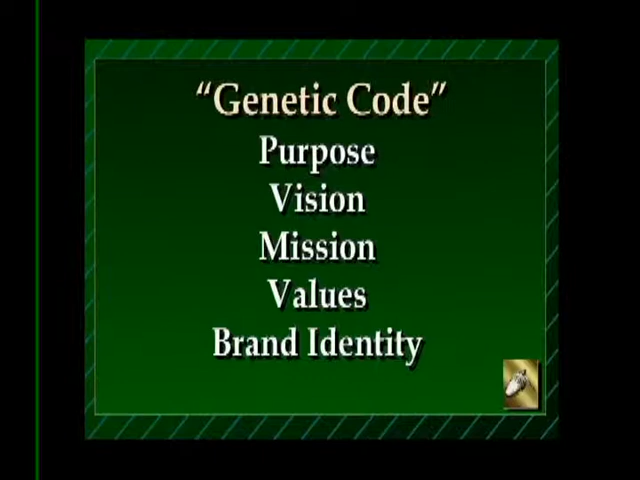 “Genetic Code”
Purpose
Vision
Mission
Values
Brand Identity